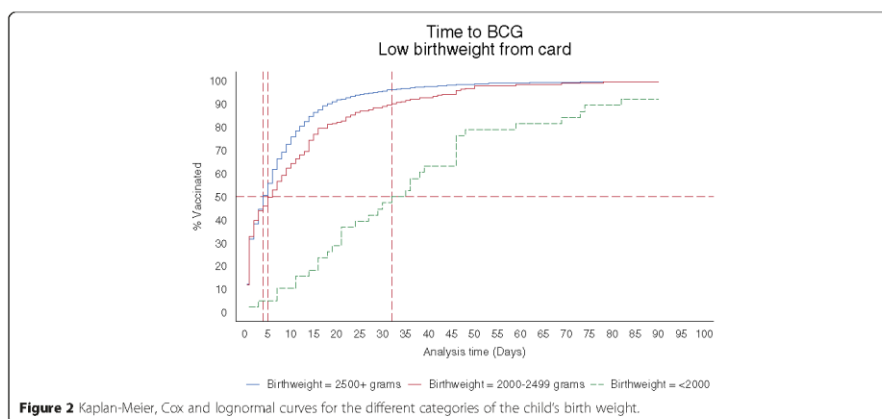 Time to BCG
Low birthweight from card
% Vaccinated
100
90
80
70
60
50
40
30
20
10
0
0 5 10 15 20 25 30 35 40 45 50 55 60 65 70 75 80 85 90 95 100
Analysis time (Days)
Birthweight = 2500+ grams Birthweight = 2000-2499 grams Birthweight = <2000
Figure 2 Kaplan-Meier, Cox and lognormal curves for the different categories of the child's birth weight.